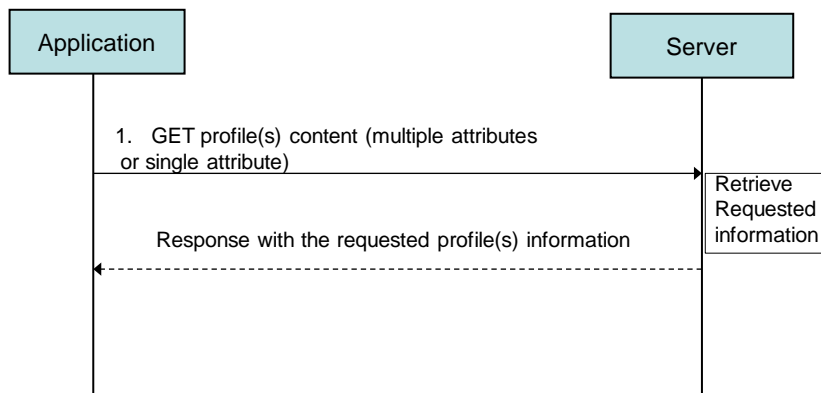 Application
Server
1. GET profile(s) content (multiple attributes
or single attribute)
Retrieve
Requested
information
Response with the requested profile(s) information